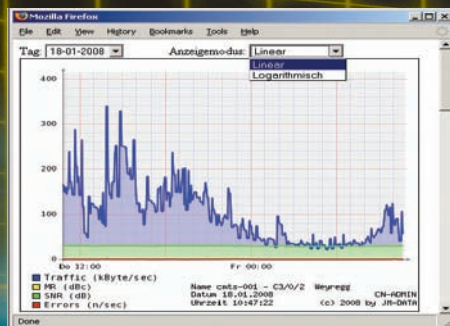 Mozilla Firefox
File Edit View History Bookmarks Tools Help
Tag: 18-01-2008 Anzeigemodus: Linear
Linear
Logarithmisch
400
300
200
100
0
Do 12:00 Fr 00:00
Traffic (kByte/sec)
MR (dBc) Name cmts-001 - C3/0/2 Weyregg
SNR (dB) Datum 18.01.2008 CN-ADMIN
Errors (n/sec) Uhrzeit 10:47:22 (c) 2008 by JM-DATA
Done